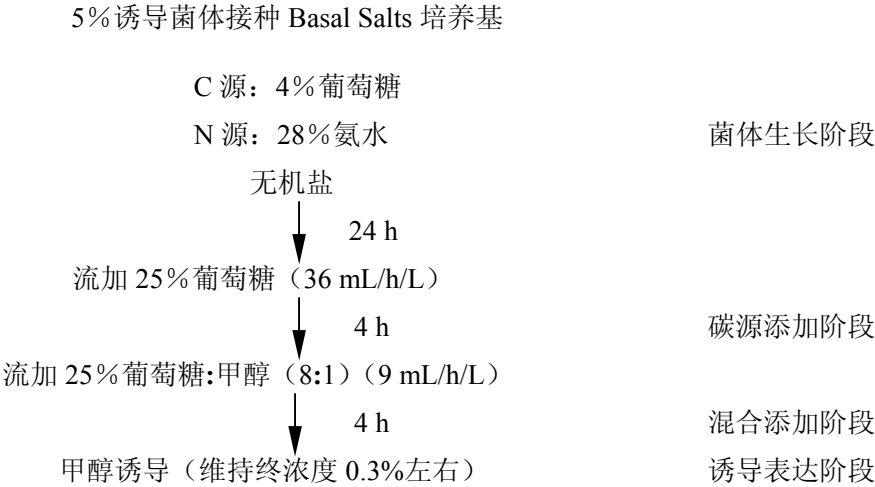 5%诱导菌体接种 Basal Salts 培养基
C 源：4%葡萄糖
N 源：28%氨水 菌体生长阶段
无机盐
24 h
流加 25%葡萄糖（36 mL/h/L）
4 h 碳源添加阶段
流加 25%葡萄糖:甲醇（8:1）（9 mL/h/L）
4 h 混合添加阶段
甲醇诱导（维持终浓度 0.3%左右） 诱导表达阶段